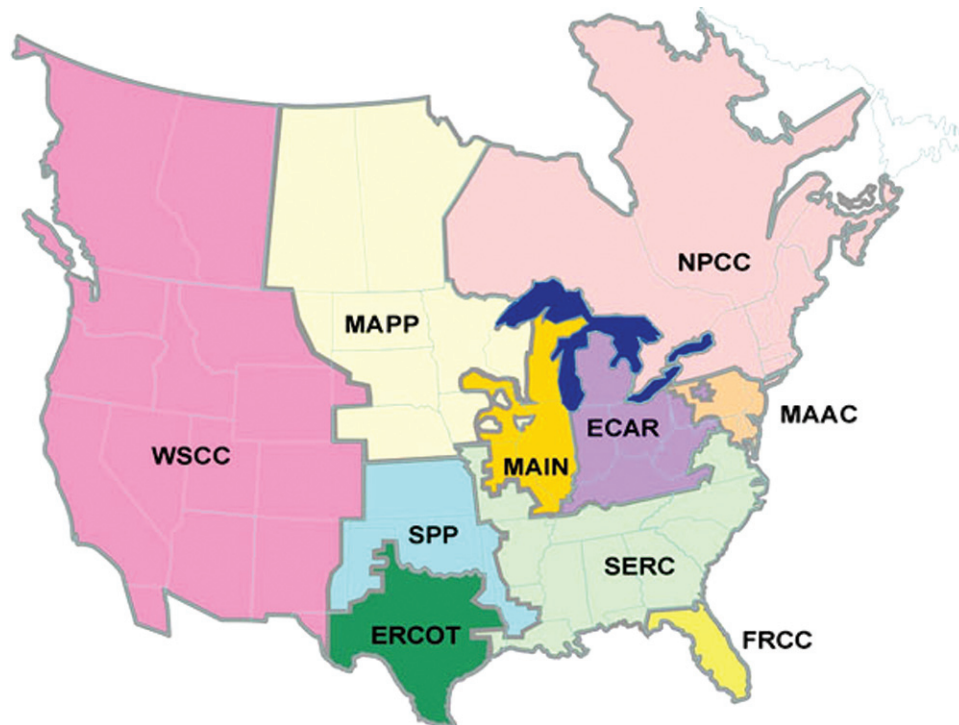 NPCC
MAPP
MAAC
ECAR
WSCC
MAIN
SPP
SERC
ERCOT
FRCC